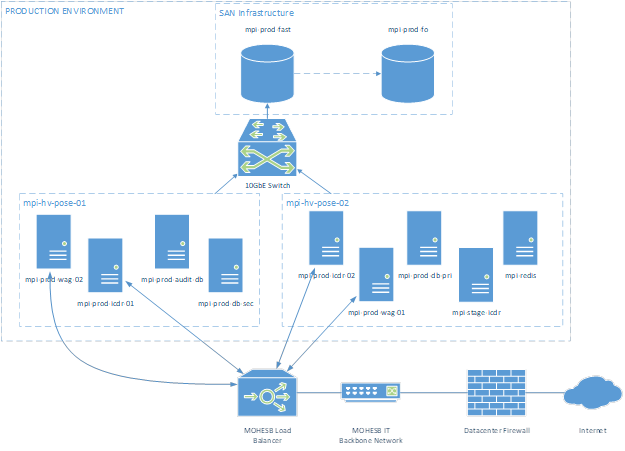 PRODUCTION ENVIRONMENT
SAN Infrastructure
mpi-prod-fast
mpi-prod-fo
10GbE Switch
mpi-hv-pose-01
mpi-hv-pose-02
mpi-prod-wag-02
mpi-prod-icdr-01
mpi-prod-audit-db
mpi-prod-db-sec
mpi-prod-icdr-02
mpi-prod-wag-01
mpi-prod-db-pri
mpi-stage-icdr
mpi-redis
MOHESB Load
Balancer
MOHESB IT
Backbone Network
Datacenter Firewall
Internet